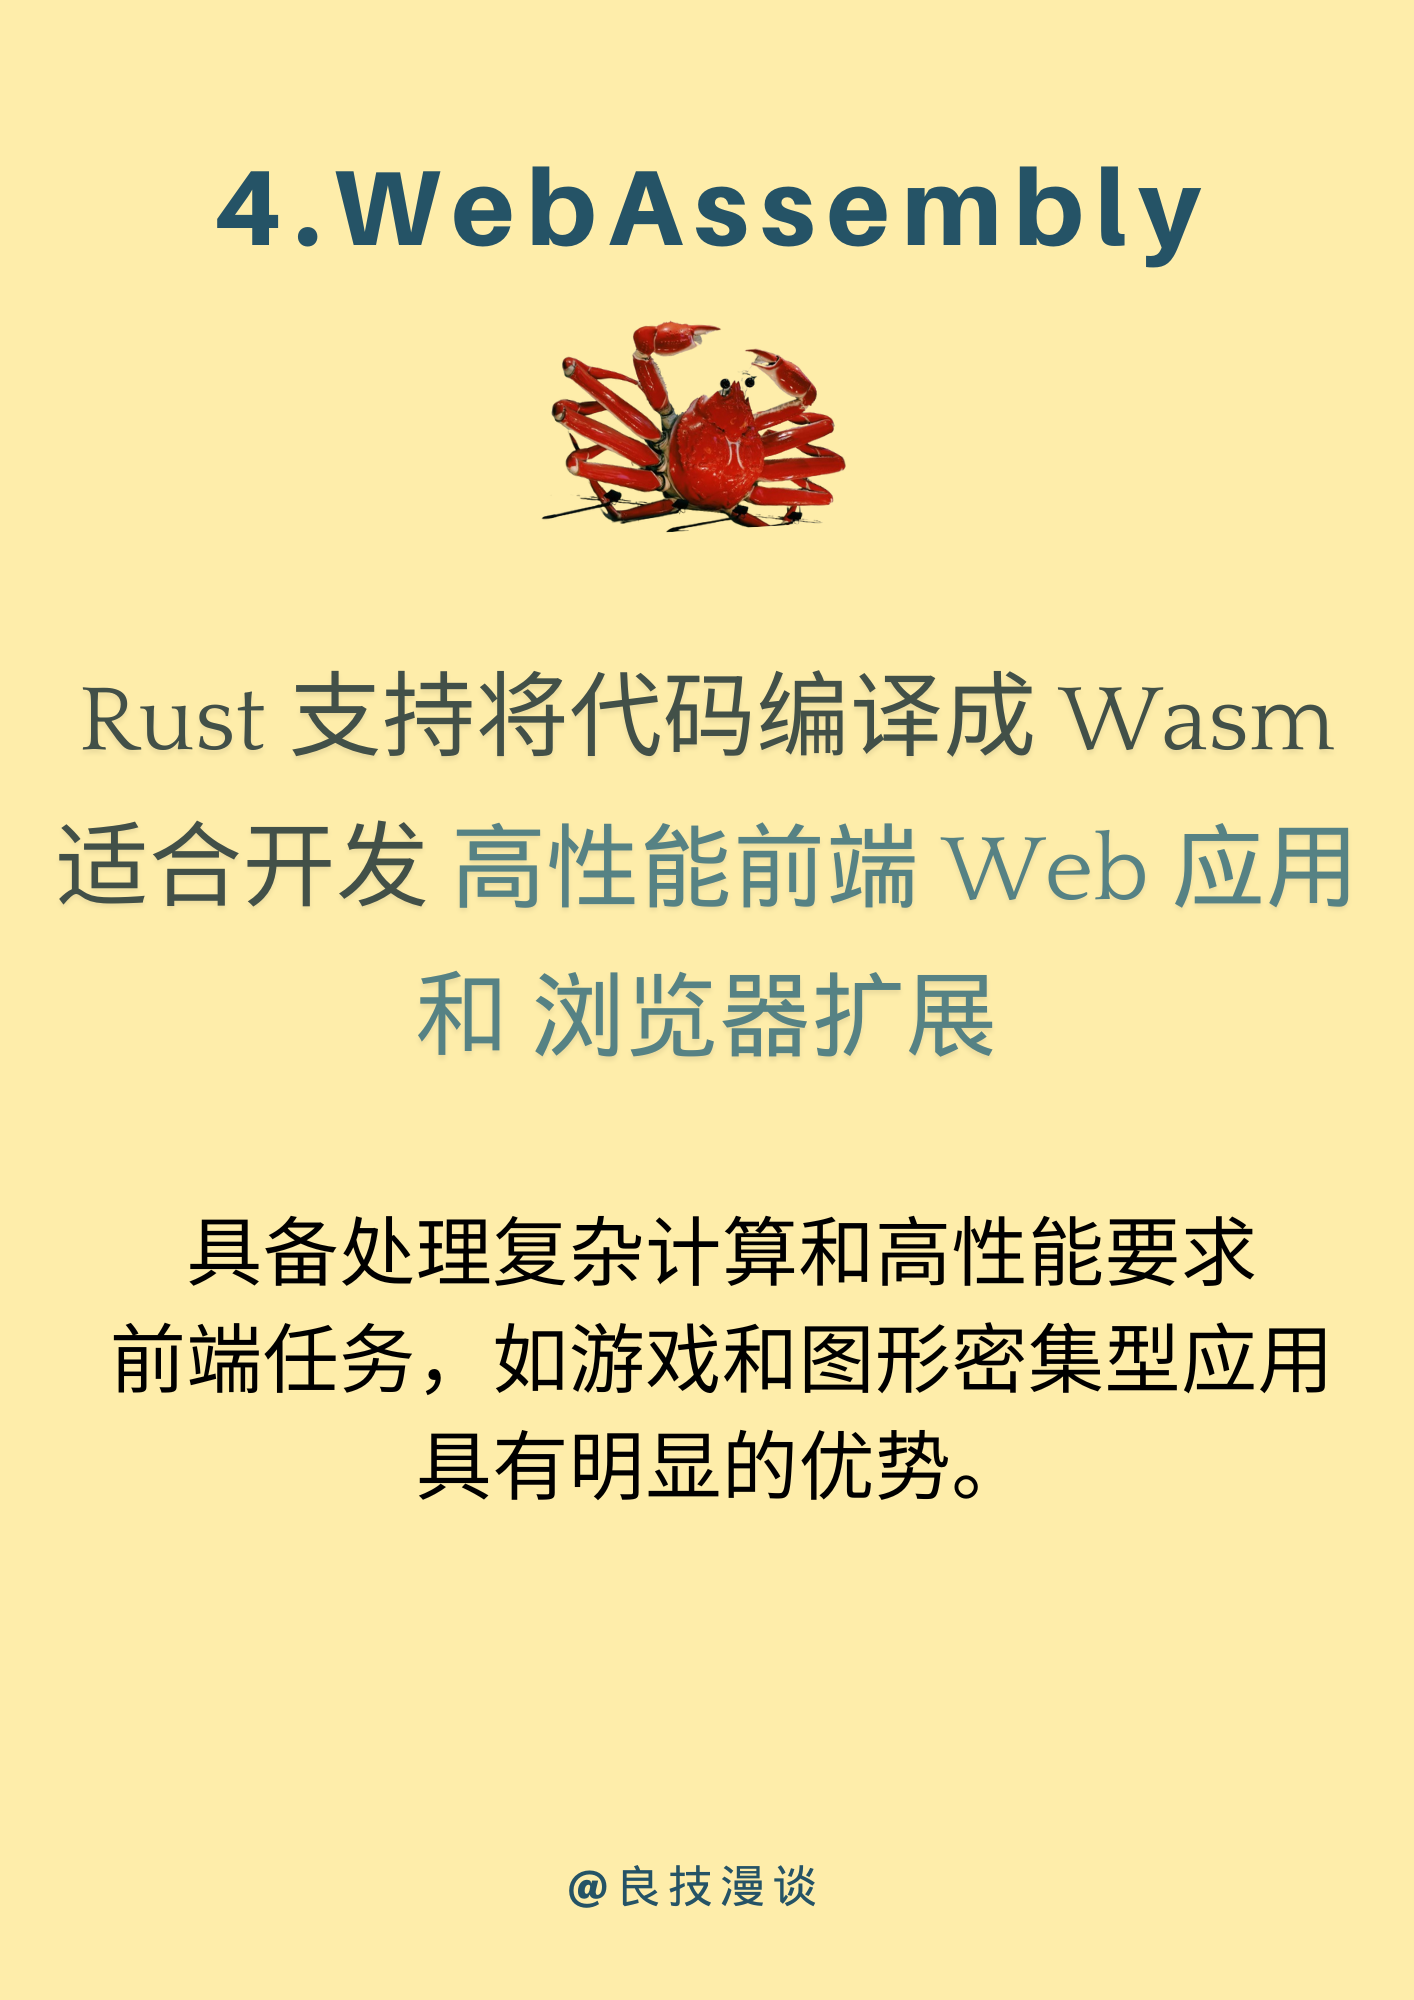 4.WebAssembly
Rust 支持将代码编译成 Wasm
适合开发 高性能前端 Web 应用
和 浏览器扩展
具备处理复杂计算和高性能要求
前端任务，如游戏和图形密集型应用
具有明显的优势。
@良技漫谈